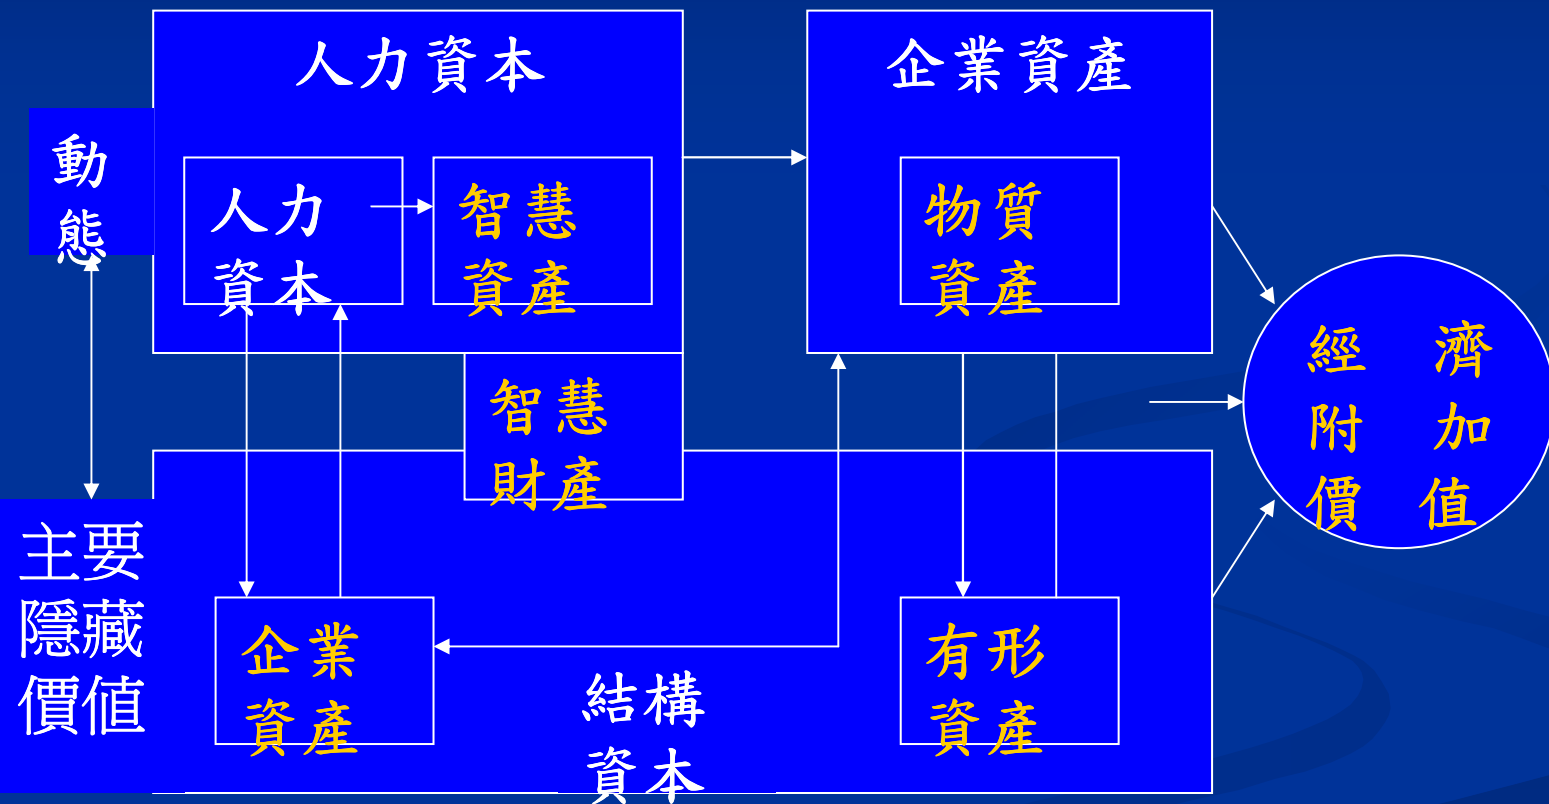 人力資本
企業資產
動
態
人力
資本
智慧
資產
物質
資產
經 濟
附 加
價 值
智慧
財產
主要
隱藏
價值
企業
資產
結構
資本
有形
資產